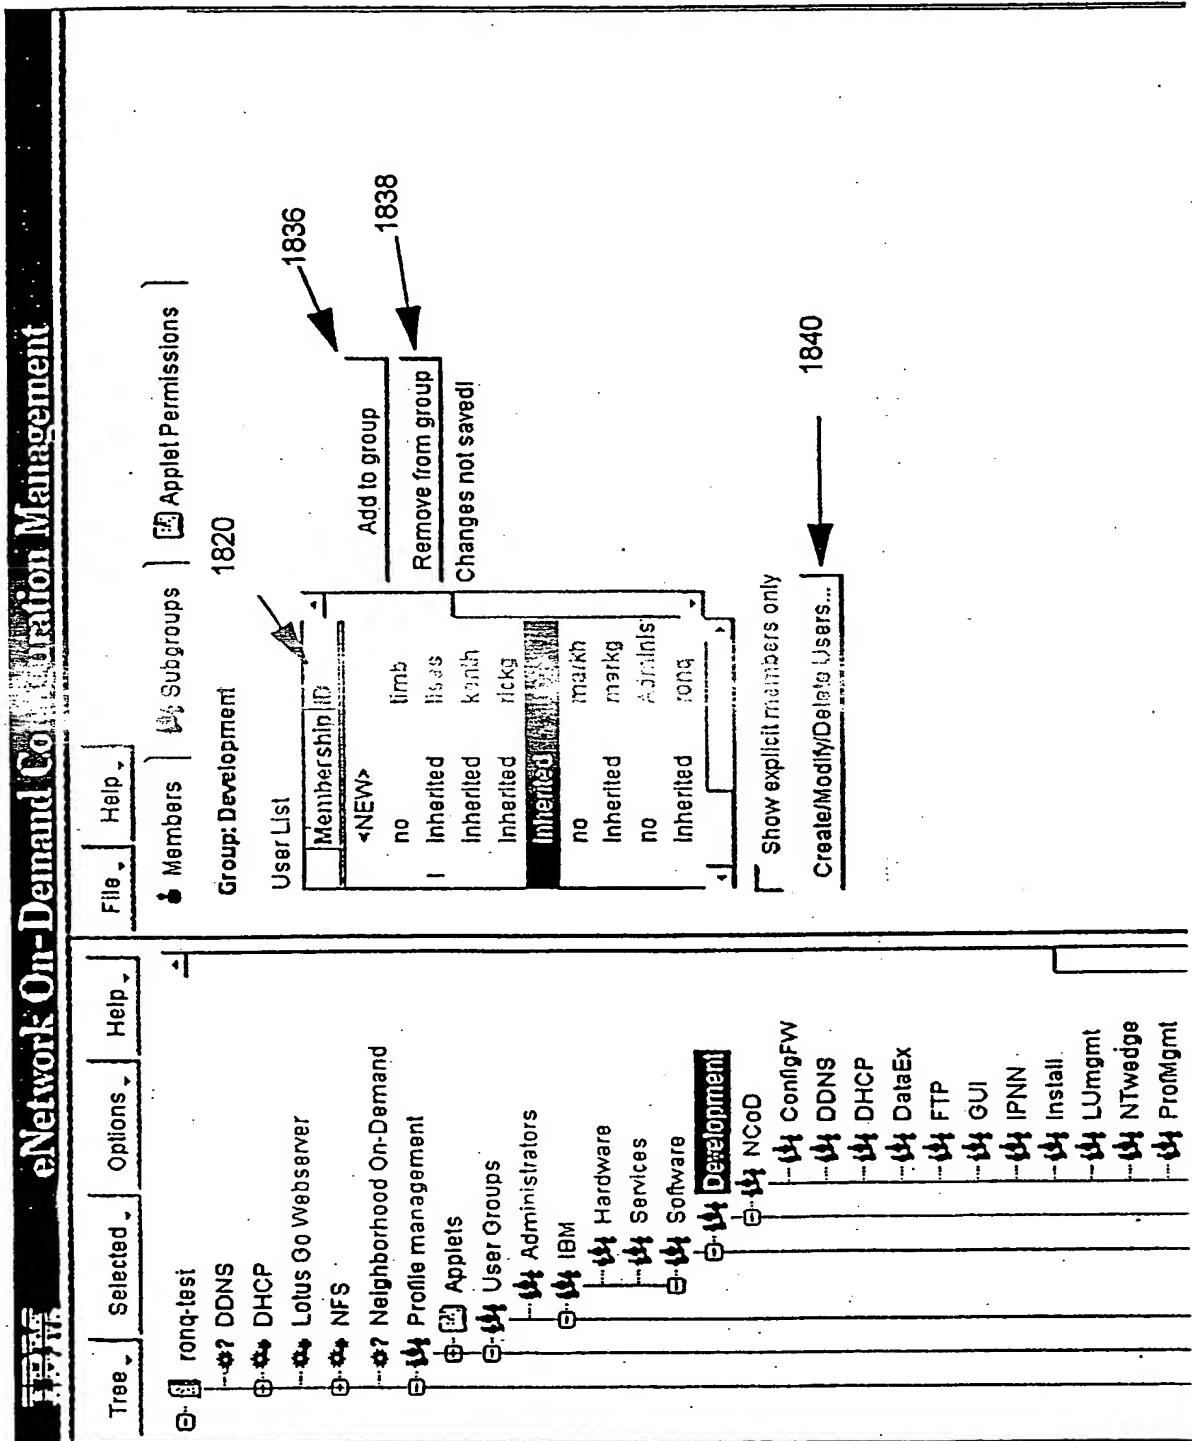 IBM eNetwork On-Demand Configuration Management
Tree Selected Options Help
ronq-test
? DDNS
DHCP
Lotus Go Webserver
NFS
? Neighborhood On-Demand
Profile management
Applets
User Groups
Administrators
IBM
Hardware
Services
Software
Development
NCoD
ConfigFW
DDNS
DHCP
DataEx
FTP
GUI
IPNN
Install
LUmgmt
NTwedge
ProfMgmt
File Help
Members Subgroups Applet Permissions
Group: Development
1820
User List
Membership ID
<NEW>
no timb
Inherited lisas
Inherited
Inherited rickg
Inherited
no markh
Inherited markg
no Adminis
Inherited ronq
Add to group
1836
Remove from group
1838
Changes not saved!
Show explicit members only
Create/Modify/Delete Users...
1840